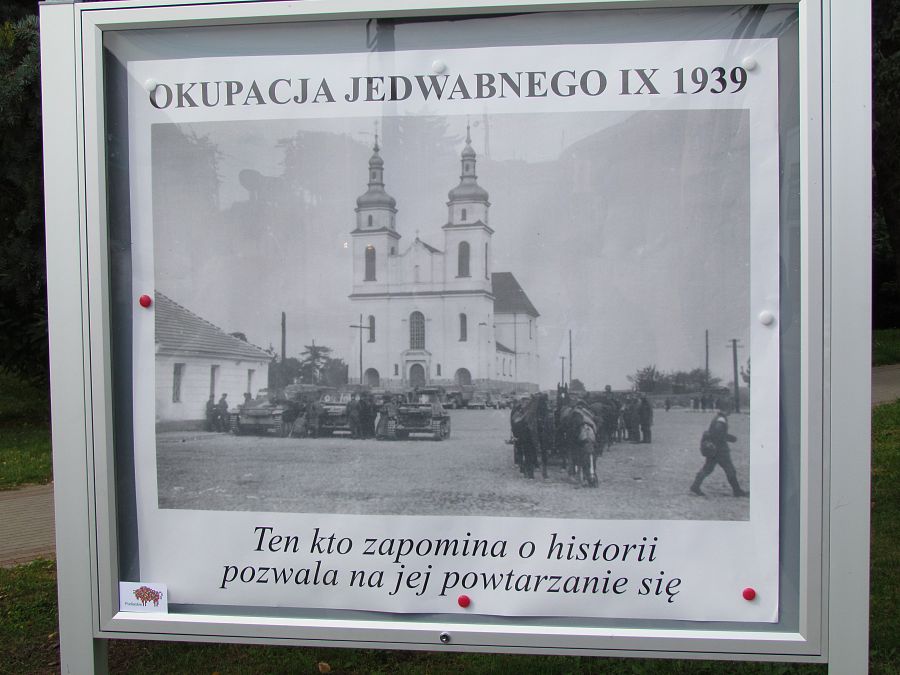 OKUPACJA JEDWABNEGO IX 1939
Ten kto zapomina o historii
pozwala na jej powtarzanie się